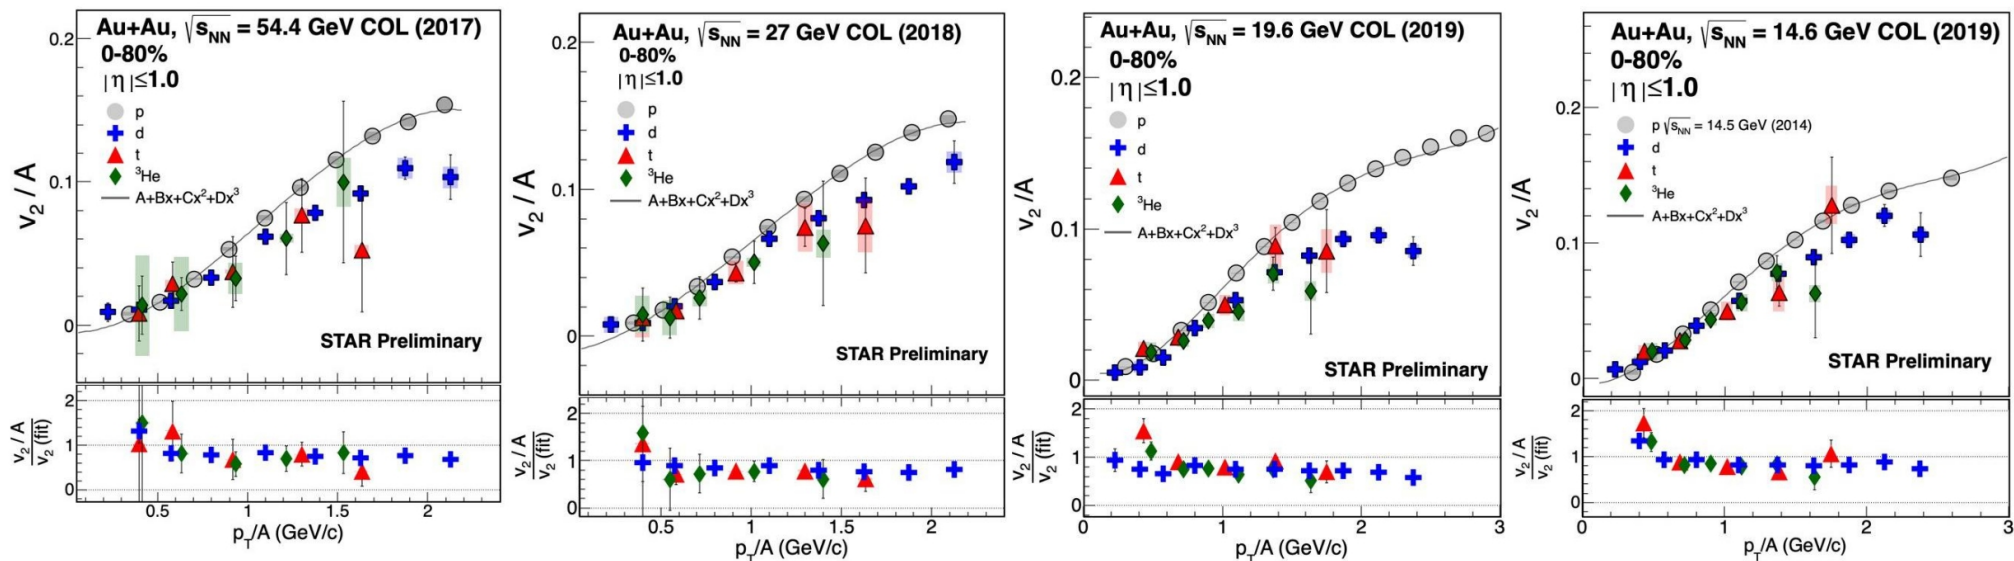 Au+Au, √sNN = 54.4 GeV COL (2017)
0-80%
|η|≤1.0
p
d
t
³He
A+Bx+Cx²+Dx³
STAR Preliminary
v₂ / A
0.2
0.1
0
v₂ / A
v₂ (fit)
2
1
0
0.5
1
1.5
2
pT/A (GeV/c)
Au+Au, √sNN = 27 GeV COL (2018)
0-80%
|η|≤1.0
p
d
t
³He
A+Bx+Cx²+Dx³
STAR Preliminary
v₂ / A
0.2
0.1
0
v₂ / A
v₂ (fit)
2
1
0
0.5
1
1.5
2
pT/A (GeV/c)
Au+Au, √sNN = 19.6 GeV COL (2019)
0-80%
|η|≤1.0
p
d
t
³He
A+Bx+Cx²+Dx³
STAR Preliminary
v₂ /A
0.2
0.1
0
v₂ / A
v₂ (fit)
2
1
0
0
1
2
3
pT/A (GeV/c)
Au+Au, √sNN = 14.6 GeV COL (2019)
0-80%
|η|≤1.0
p √sNN = 14.5 GeV (2014)
d
t
³He
A+Bx+Cx²+Dx³
STAR Preliminary
v₂ / A
0.2
0.1
0
v₂ / A
v₂ (fit)
2
1
0
0
1
2
3
pT/A (GeV/c)